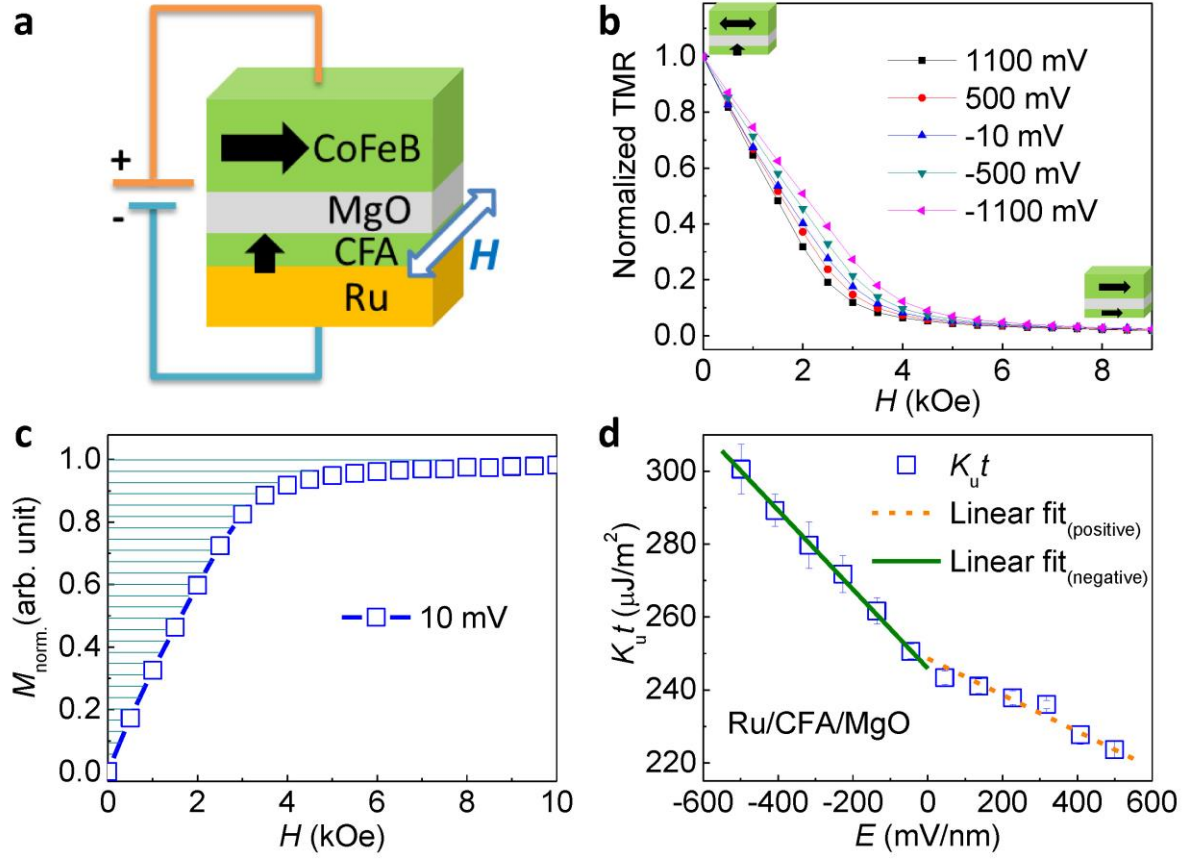 a
+
-
CoFeB
MgO
CFA
Ru
H
b
Normalized TMR
1.0
0.8
0.6
0.4
0.2
0.0
1100 mV
500 mV
-10 mV
-500 mV
-1100 mV
0 2 4 6 8
H (kOe)
c
M norm. (arb. unit)
1.0
0.8
0.6
0.4
0.2
0.0
10 mV
0 2 4 6 8 10
H (kOe)
d
Kut (μJ/m²)
300
280
260
240
220
Kut
Linear fit(positive)
Linear fit(negative)
Ru/CFA/MgO
-600 -400 -200 0 200 400 600
E (mV/nm)